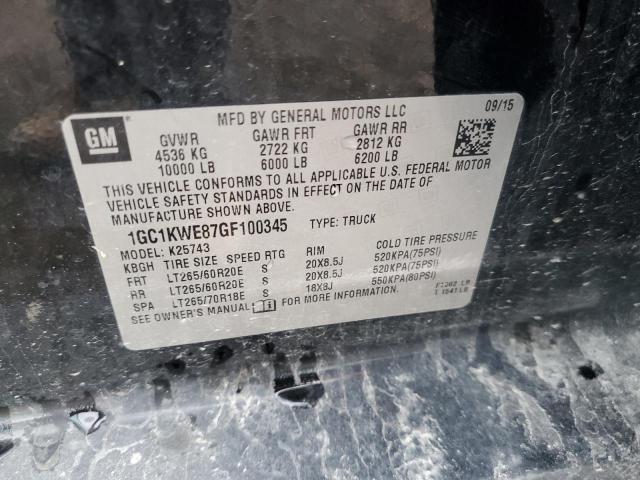 MFD BY GENERAL MOTORS LLC 09/15
GM
GVWR GAWR FRT GAWR RR
4536 KG 2722 KG 2812 KG
10000 LB 6000 LB 6200 LB
THIS VEHICLE CONFORMS TO ALL APPLICABLE U.S. FEDERAL MOTOR
VEHICLE SAFETY STANDARDS IN EFFECT ON THE DATE OF
MANUFACTURE SHOWN ABOVE.
1GC1KWE87GF100345 TYPE: TRUCK
MODEL: K25743
KBGH TIRE SIZE SPEED RTG RIM COLD TIRE PRESSURE
FRT LT265/60R20E S 20X8.5J 520KPA(75PSI)
RR LT265/60R20E S 20X8.5J 520KPA(75PSI)
SPA LT265/70R18E S 18X8J 550KPA(80PSI)
SEE OWNER'S MANUAL FOR MORE INFORMATION.